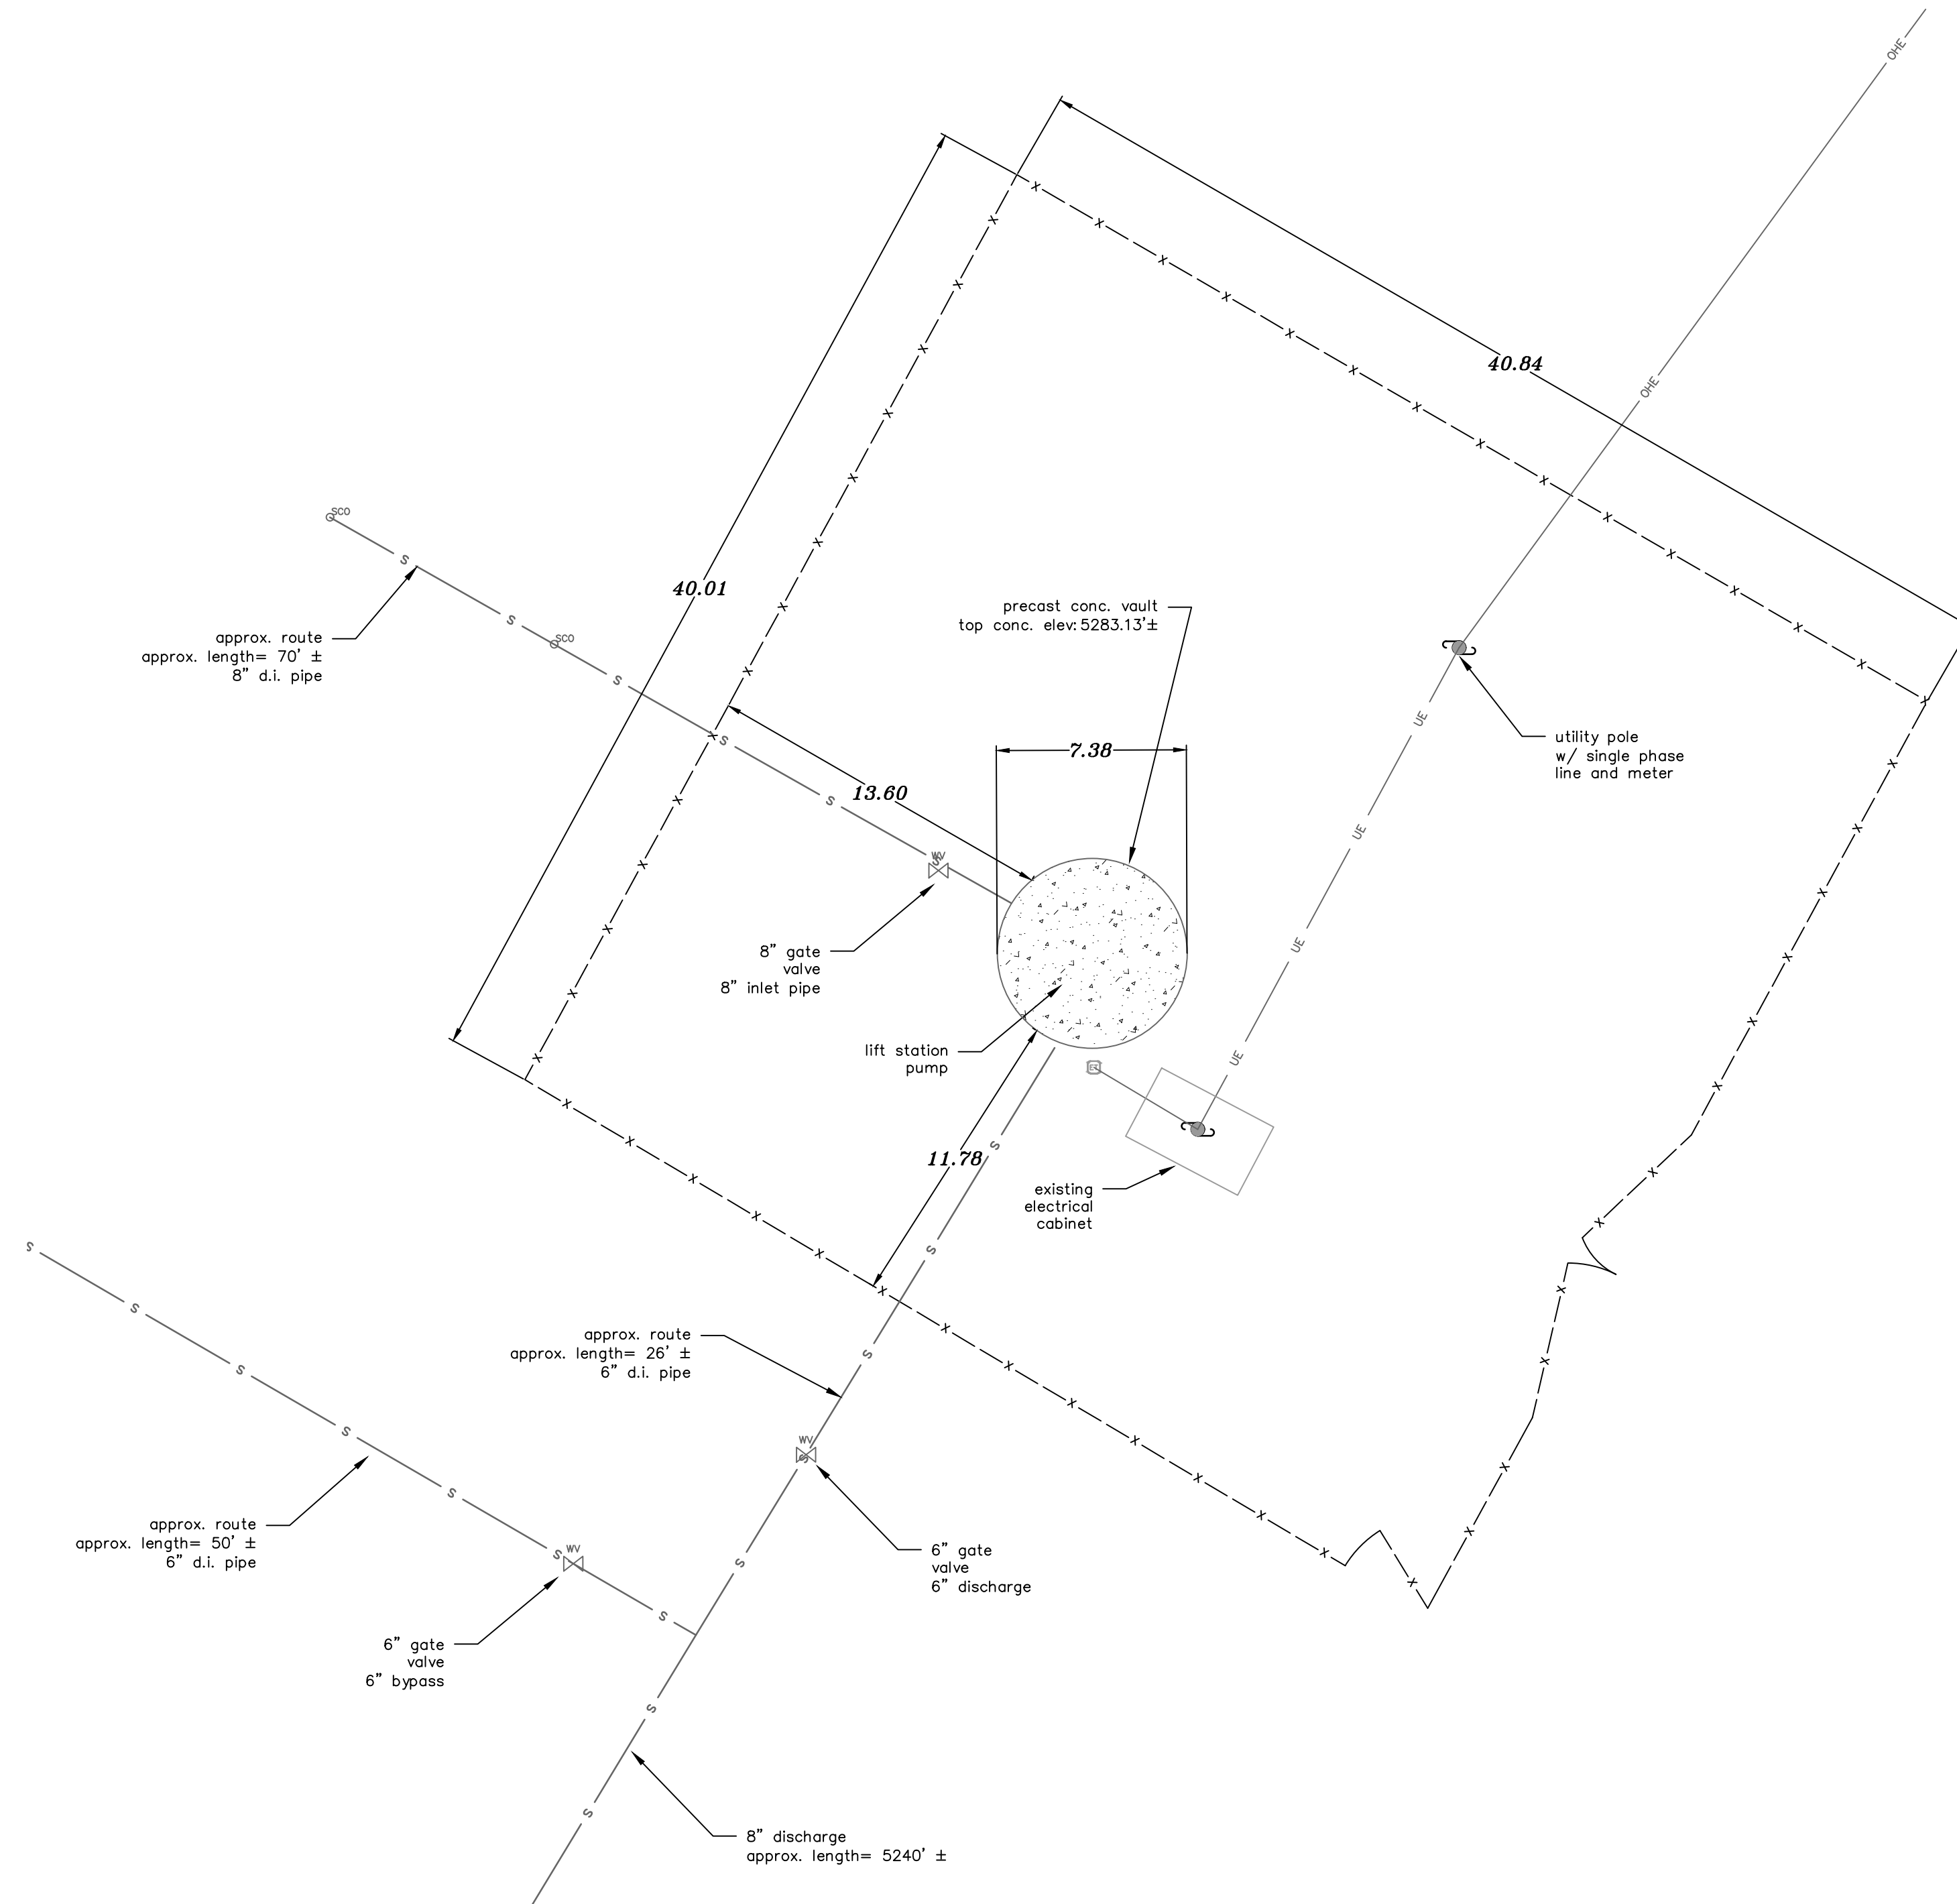 OHE
40.84
OHE
SCO
S
40.01
precast conc. vault
top conc. elev: 5283.13'±
S
SCO
approx. route
approx. length= 70' ±
8" d.i. pipe
S
UE
utility pole
w/ single phase
line and meter
S
7.38
13.60
S
UE
WV
S
8" gate
valve
8" inlet pipe
UE
lift station
pump
UE
ER
S
11.78
existing
electrical
cabinet
S
S
S
approx. route
approx. length= 26' ±
6" d.i. pipe
S
S
S
WV
S
S
approx. route
approx. length= 50' ±
6" d.i. pipe
S
WV
6" gate
valve
6" discharge
S
S
6" gate
valve
6" bypass
S
S
8" discharge
approx. length= 5240' ±